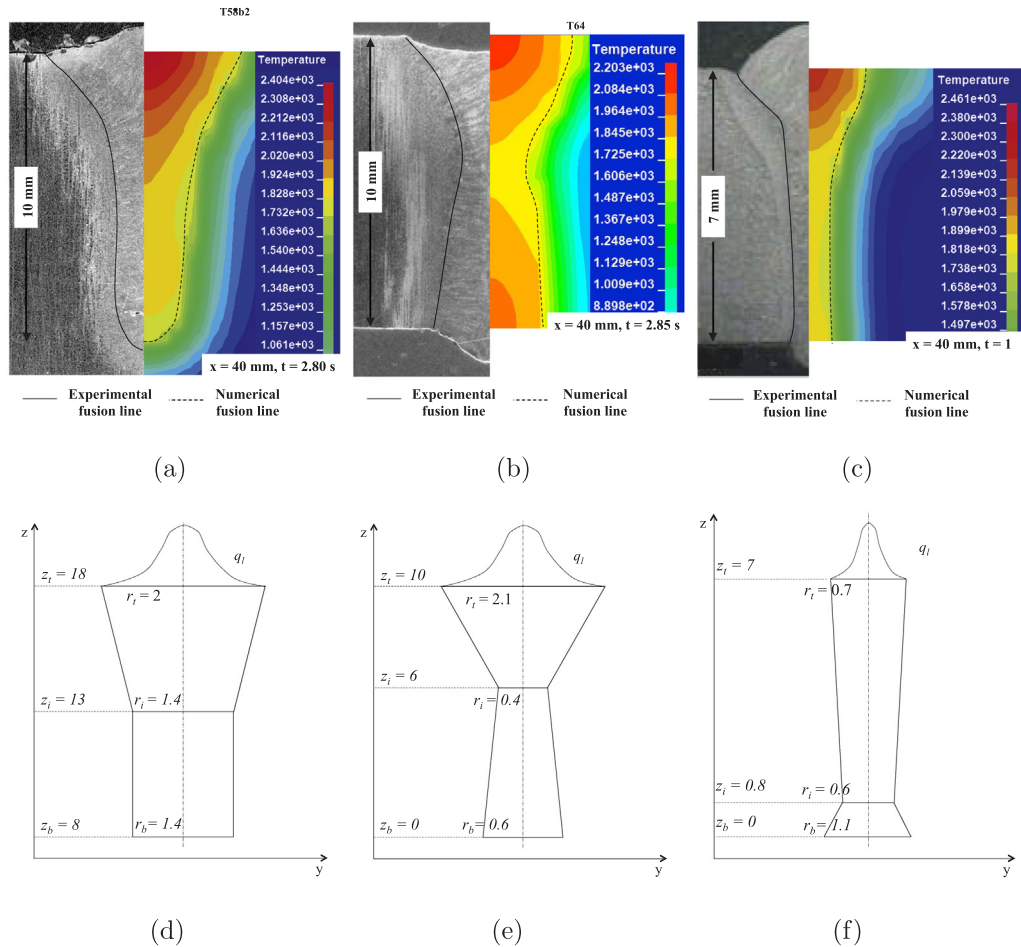 T58b2
10 mm
Temperature
2.404e+03
2.308e+03
2.212e+03
2.116e+03
2.020e+03
1.924e+03
1.828e+03
1.732e+03
1.636e+03
1.540e+03
1.444e+03
1.348e+03
1.253e+03
1.157e+03
1.061e+03
x = 40 mm, t = 2.80 s
Experimental
fusion line
Numerical
fusion line
(a)
T64
10 mm
Temperature
2.203e+03
2.084e+03
1.964e+03
1.845e+03
1.725e+03
1.606e+03
1.487e+03
1.367e+03
1.248e+03
1.129e+03
1.009e+03
8.898e+02
x = 40 mm, t = 2.85 s
Experimental
fusion line
Numerical
fusion line
(b)
7 mm
Temperature
2.461e+03
2.380e+03
2.300e+03
2.220e+03
2.139e+03
2.059e+03
1.979e+03
1.899e+03
1.818e+03
1.738e+03
1.658e+03
1.578e+03
1.497e+03
x = 40 mm, t = 1
Experimental
fusion line
Numerical
fusion line
(c)
z
q_l
z_t = 18
r_t = 2
z_i = 13
r_i = 1.4
z_b = 8
r_b = 1.4
y
(d)
z
q_l
z_t = 10
r_t = 2.1
z_i = 6
r_i = 0.4
z_b = 0
r_b = 0.6
y
(e)
z
q_l
z_t = 7
r_t = 0.7
z_i = 0.8
r_i = 0.6
z_b = 0
r_b = 1.1
y
(f)